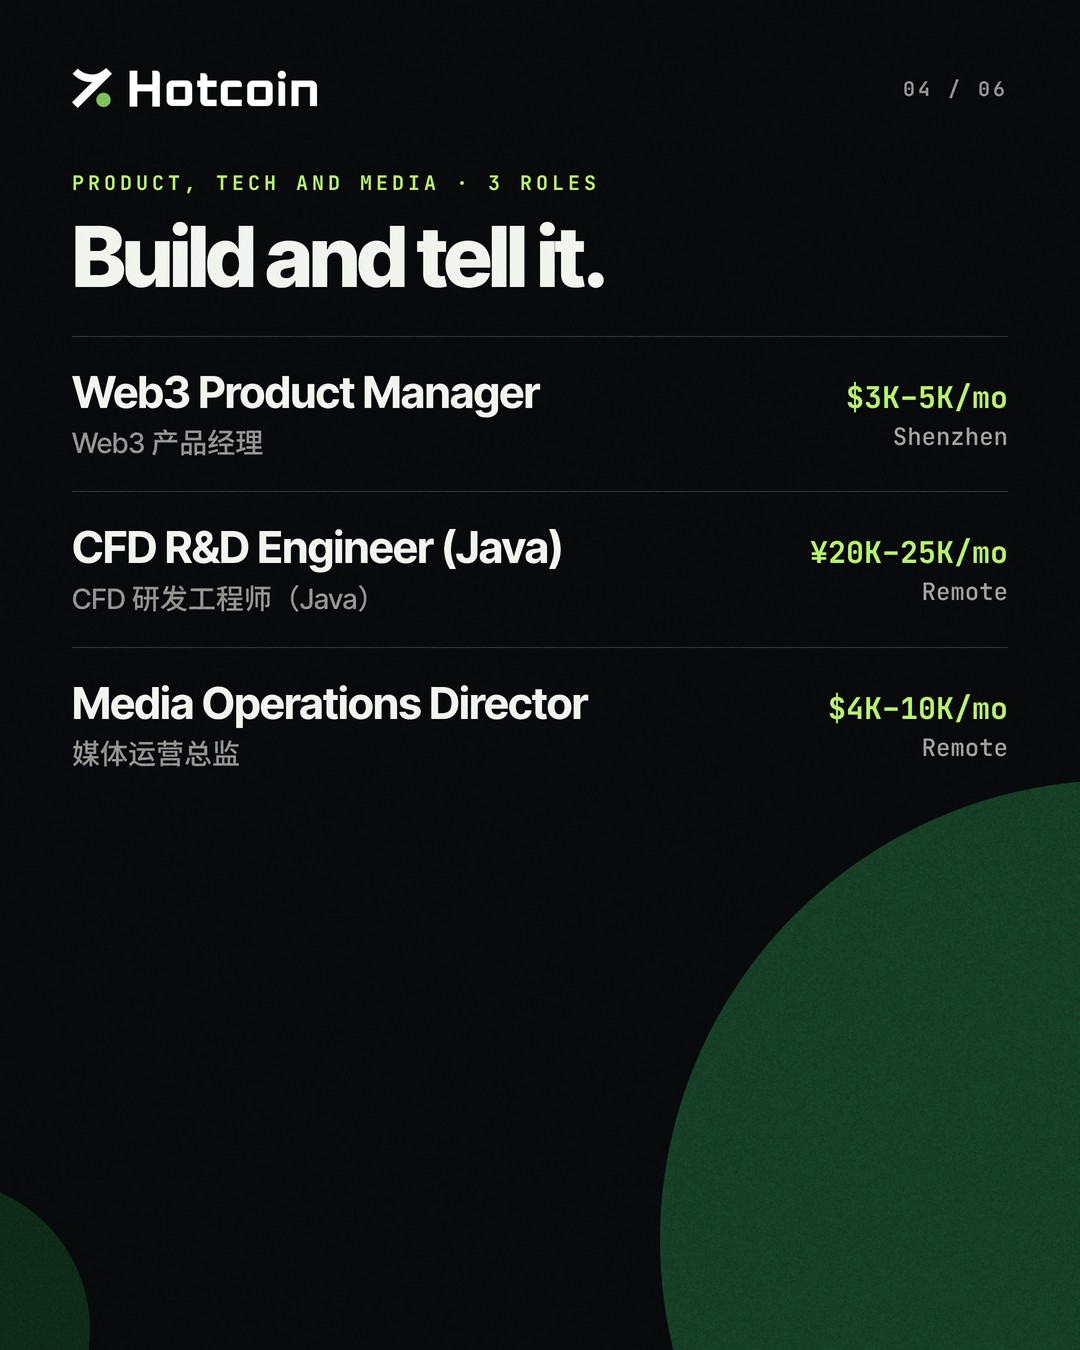 Hotcoin
04 / 06
PRODUCT, TECH AND MEDIA · 3 ROLES
Build and tell it.
Web3 Product Manager
$3K–5K/mo
Web3 产品经理
Shenzhen
CFD R&D Engineer (Java)
¥20K–25K/mo
CFD 研发工程师（Java）
Remote
Media Operations Director
$4K–10K/mo
媒体运营总监
Remote